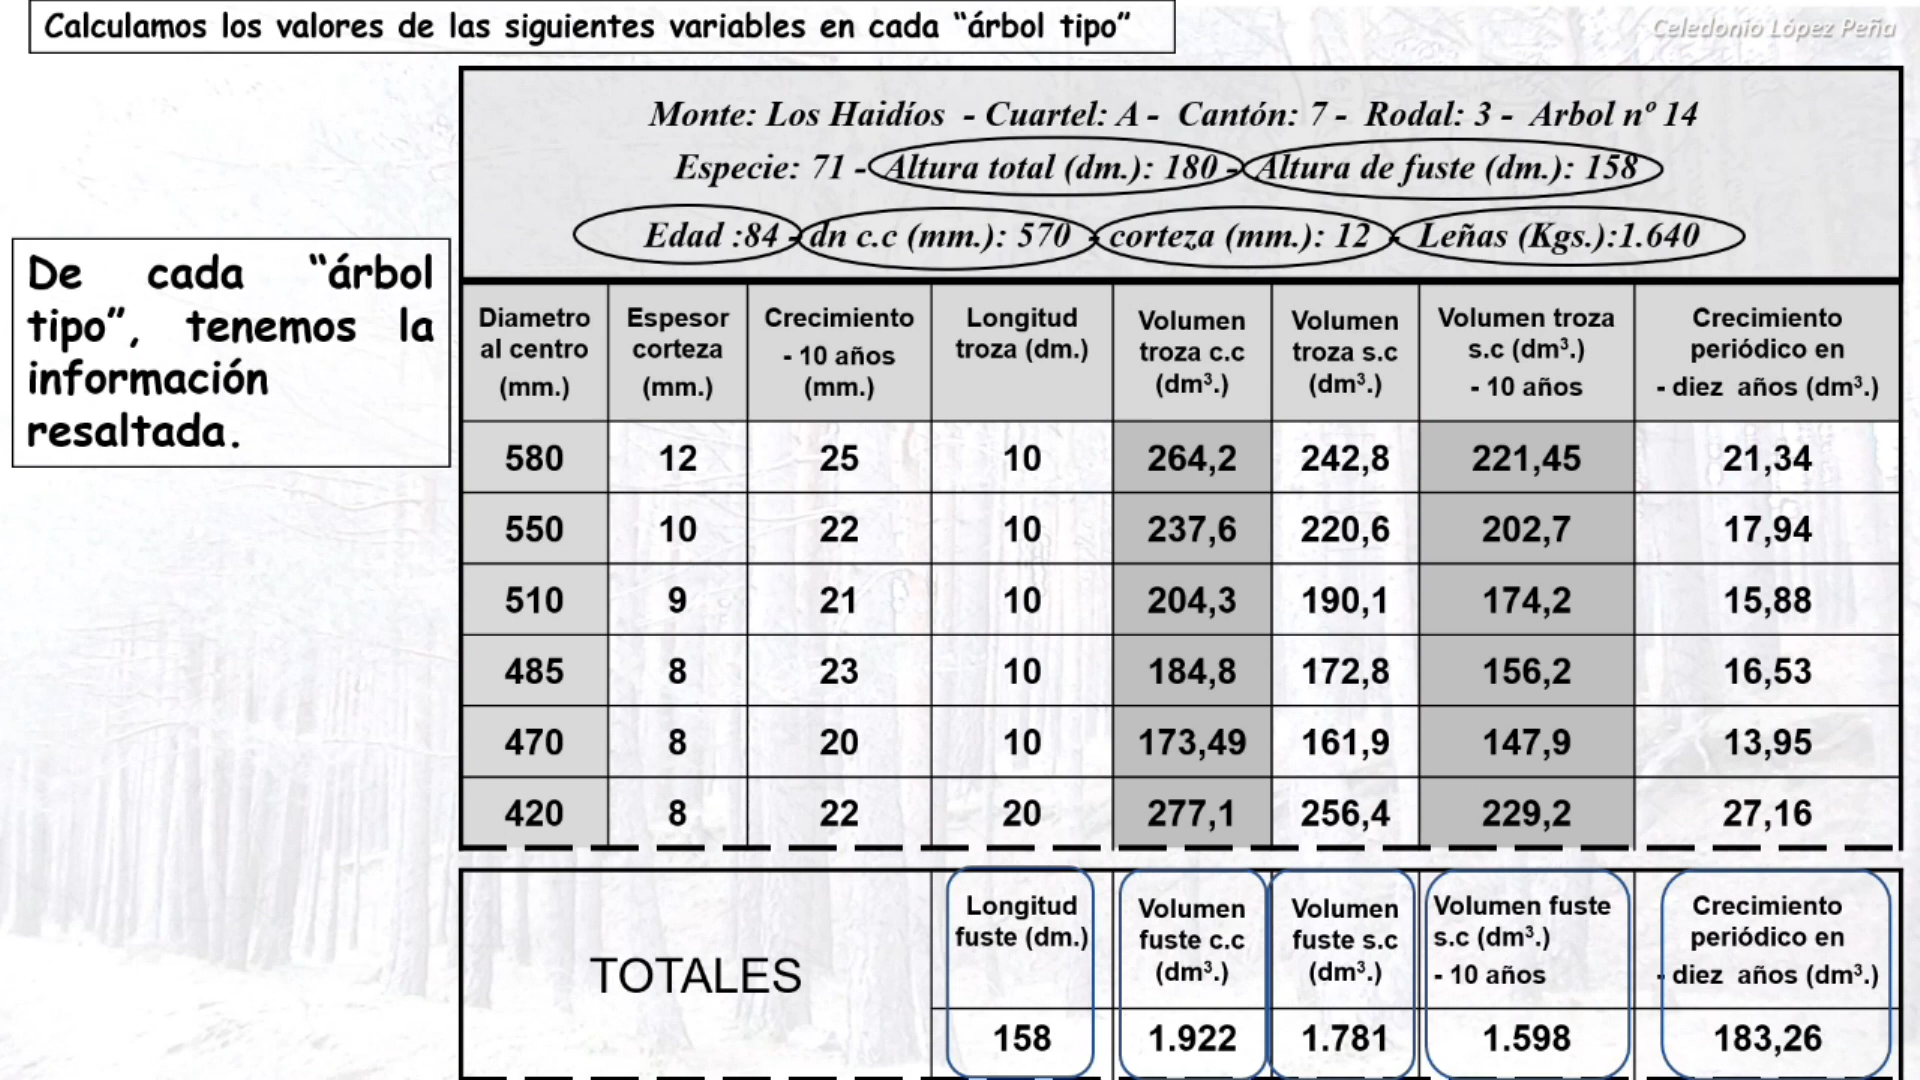 Calculamos los valores de las siguientes variables en cada “árbol tipo”
Celedonio López Peña
De cada “árbol
tipo”, tenemos la
información
resaltada.
Monte: Los Haidíos - Cuartel: A - Cantón: 7 - Rodal: 3 - Arbol nº 14
Especie: 71 - Altura total (dm.): 180 - Altura de fuste (dm.): 158
Edad :84 - dn c.c (mm.): 570 - corteza (mm.): 12 - Leñas (Kgs.):1.640
Diametro al centro (mm.)
Espesor corteza (mm.)
Crecimiento - 10 años (mm.)
Longitud troza (dm.)
Volumen troza c.c (dm³.)
Volumen troza s.c (dm³.)
Volumen troza s.c (dm³.) - 10 años
Crecimiento periódico en - diez años (dm³.)
580 12 25 10 264,2 242,8 221,45 21,34
550 10 22 10 237,6 220,6 202,7 17,94
510 9 21 10 204,3 190,1 174,2 15,88
485 8 23 10 184,8 172,8 156,2 16,53
470 8 20 10 173,49 161,9 147,9 13,95
420 8 22 20 277,1 256,4 229,2 27,16
TOTALES
Longitud fuste (dm.)
Volumen fuste c.c (dm³.)
Volumen fuste s.c (dm³.)
Volumen fuste s.c (dm³.) - 10 años
Crecimiento periódico en - diez años (dm³.)
158 1.922 1.781 1.598 183,26